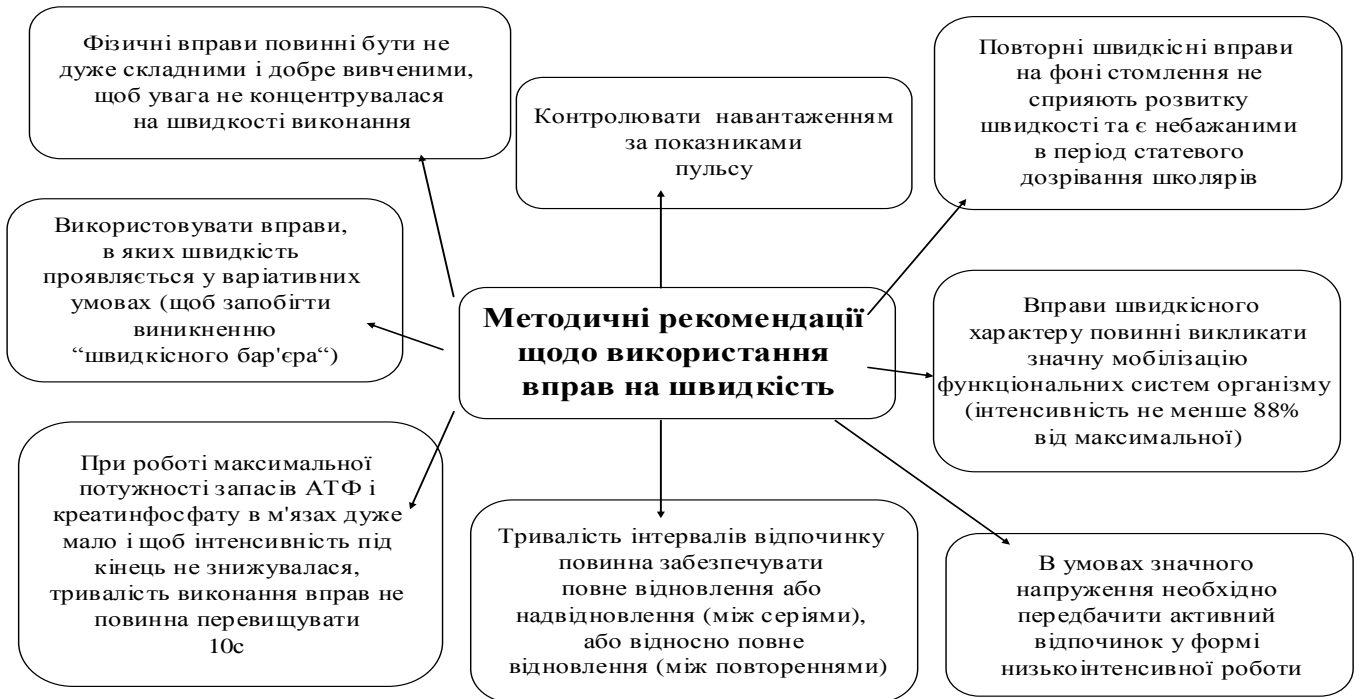 Фізичні вправи повинні бути не
дуже складними і добре вивченими,
щоб увага не концентрувалася
на швидкості виконання
Контролювати навантаженням
за показниками
пульсу
Повторні швидкісні вправи
на фоні стомлення не
сприяють розвитку
швидкості та є небажаними
в період статевого
дозрівання школярів
Використовувати вправи,
в яких швидкість
проявляється у варіативних
умовах (щоб запобігти
виникненню
“швидкісного бар'єра“)
Методичні рекомендації
щодо використання
вправ на швидкість
Вправи швидкісного
характеру повинні викликати
значну мобілізацію
функціональних систем організму
(інтенсивність не менше 88%
від максимальної)
При роботі максимальної
потужності запасів АТФ і
креатинфосфату в м'язах дуже
мало і щоб інтенсивність під
кінець не знижувалася,
тривалість виконання вправ не
повинна перевищувати
10с
Тривалість інтервалів відпочинку
повинна забезпечувати
повне відновлення або
надвідновлення (між серіями),
або відносно повне
відновлення (між повтореннями)
В умовах значного
напруження необхідно
передбачити активний
відпочинок у формі
низькоінтенсивної роботи